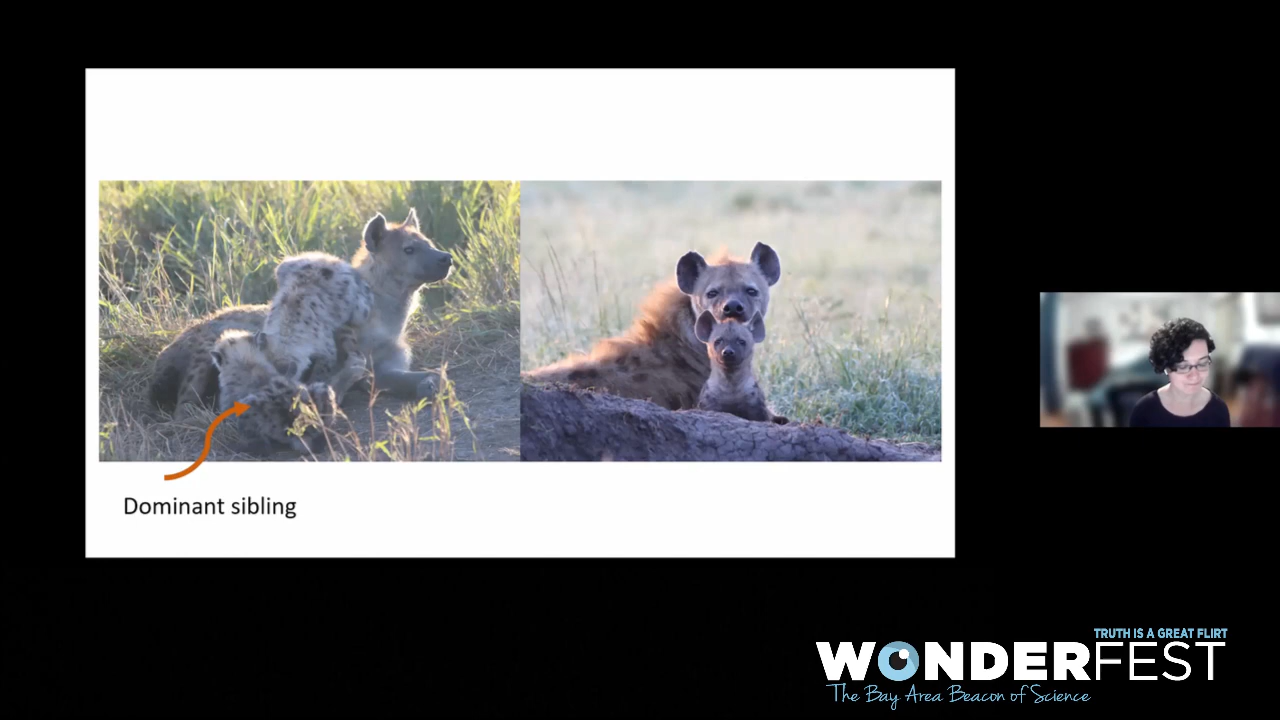 Dominant sibling
TRUTH IS A GREAT FLIRT
WONDERFEST
The Bay Area Beacon of Science